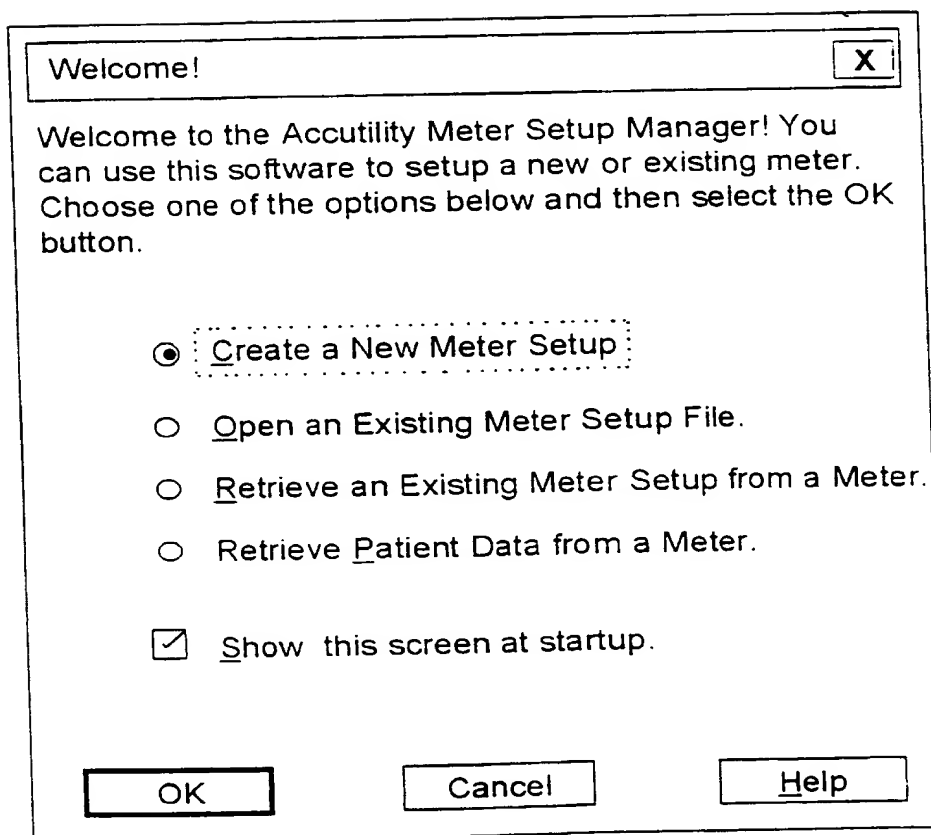 Welcome!
X
Welcome to the Accutility Meter Setup Manager! You
can use this software to setup a new or existing meter.
Choose one of the options below and then select the OK
button.
Create a New Meter Setup
Open an Existing Meter Setup File.
Retrieve an Existing Meter Setup from a Meter.
Retrieve Patient Data from a Meter.
Show this screen at startup.
OK
Cancel
Help